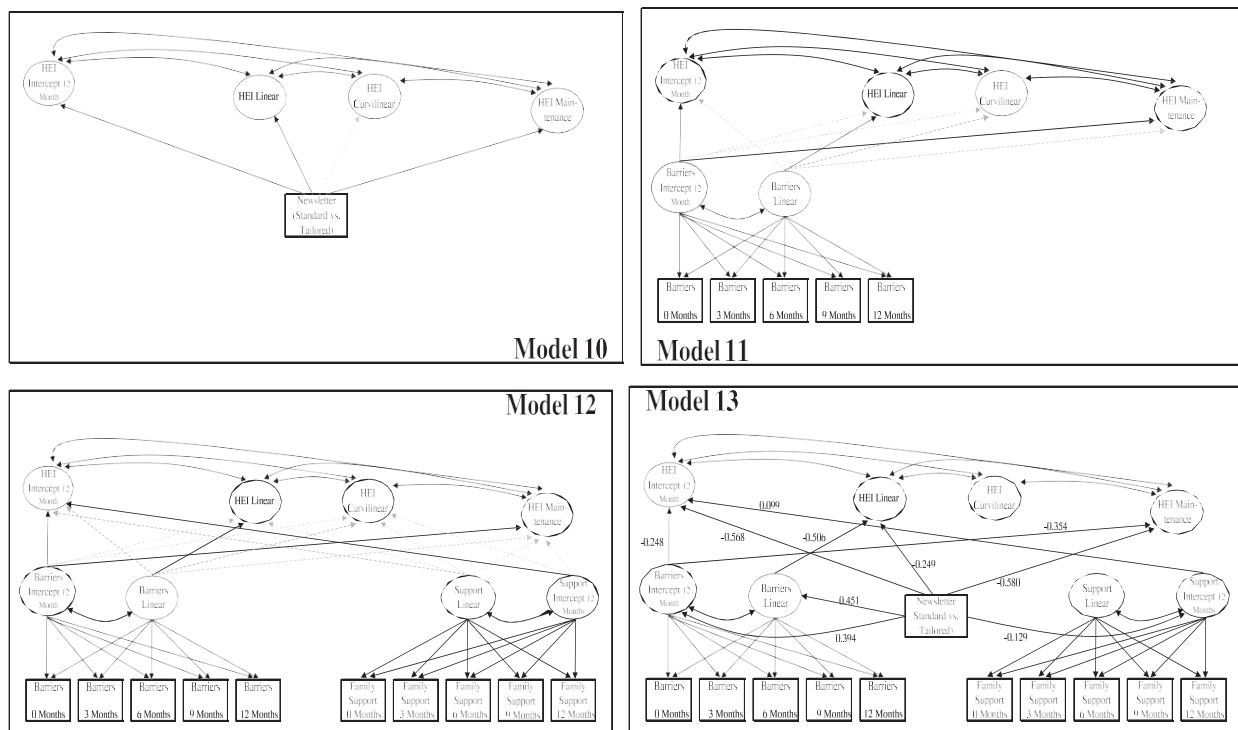 HEI
Intercept 12
Month
HEI Linear
HEI
Curvilinear
HEI Main-
tenance
Newsletter
(Standard vs.
Tailored)
Model 10
HEI
Intercept 12
Month
HEI Linear
HEI
Curvilinear
HEI Main-
tenance
Barriers
Intercept 12
Month
Barriers
Linear
Barriers
0 Months
Barriers
3 Months
Barriers
6 Months
Barriers
9 Months
Barriers
12 Months
Model 11
Model 12
HEI
Intercept 12
Month
HEI Linear
HEI
Curvilinear
HEI Main-
tenance
Barriers
Intercept 12
Month
Barriers
Linear
Support
Linear
Support
Intercept 12
Months
Barriers
0 Months
Barriers
3 Months
Barriers
6 Months
Barriers
9 Months
Barriers
12 Months
Family
Support
0 Months
Family
Support
3 Months
Family
Support
6 Months
Family
Support
9 Months
Family
Support
12 Months
Model 13
HEI
Intercept 12
Month
HEI Linear
HEI
Curvilinear
HEI Main-
tenance
0.099
-0.248
-0.568
-0.506
-0.354
-0.249
-0.580
Barriers
Intercept 12
Month
Barriers
Linear
0.451
Newsletter
Standard vs.
Tailored)
Support
Linear
Support
Intercept 12
Months
0.394
-0.129
Barriers
0 Months
Barriers
3 Months
Barriers
6 Months
Barriers
9 Months
Barriers
12 Months
Family
Support
0 Months
Family
Support
3 Months
Family
Support
6 Months
Family
Support
9 Months
Family
Support
12 Months